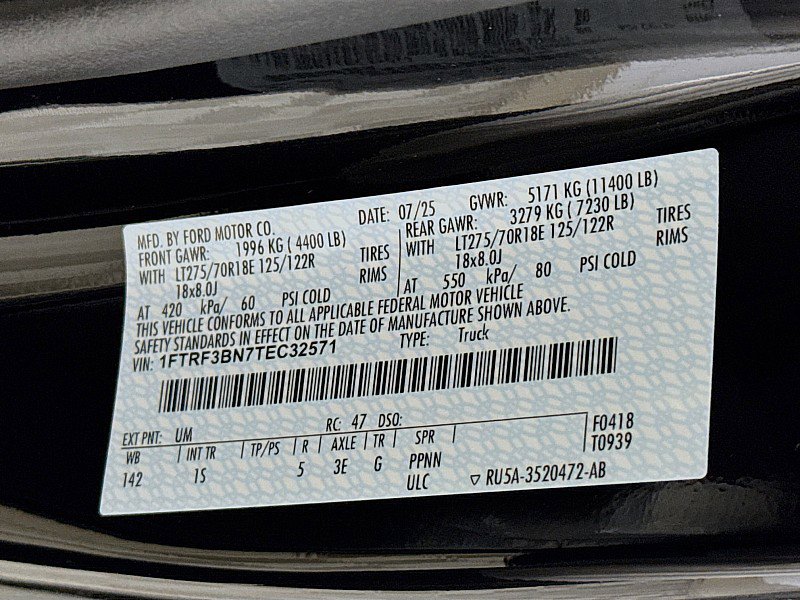 MFD. BY FORD MOTOR CO.
DATE: 07/25
GVWR: 5171 KG (11400 LB)
FRONT GAWR: 1996 KG ( 4400 LB)
WITH LT275/70R18E 125/122R TIRES
18x8.0J RIMS
AT 420 kPa/ 60 PSI COLD
REAR GAWR: 3279 KG ( 7230 LB)
WITH LT275/70R18E 125/122R TIRES
18x8.0J RIMS
AT 550 kPa/ 80 PSI COLD
THIS VEHICLE CONFORMS TO ALL APPLICABLE FEDERAL MOTOR VEHICLE
SAFETY STANDARDS IN EFFECT ON THE DATE OF MANUFACTURE SHOWN ABOVE.
VIN: 1FTRF3BN7TEC32571 TYPE: Truck
EXT PNT: UM RC: 47 DSO: F0418
WB INT TR TP/PS R AXLE TR SPR T0939
142 1S 5 3E G PPNN
ULC RU5A-3520472-AB